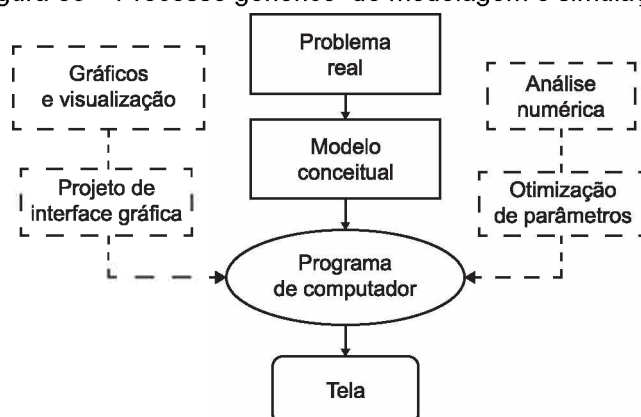 Processo genérico de modelagem e
Problema
real
Gráficos
e visualização
Análise
numérica
Modelo
conceitual
Projeto de
interface gráfica
Otimização
de parâmetros
Programa
de computador
Tela